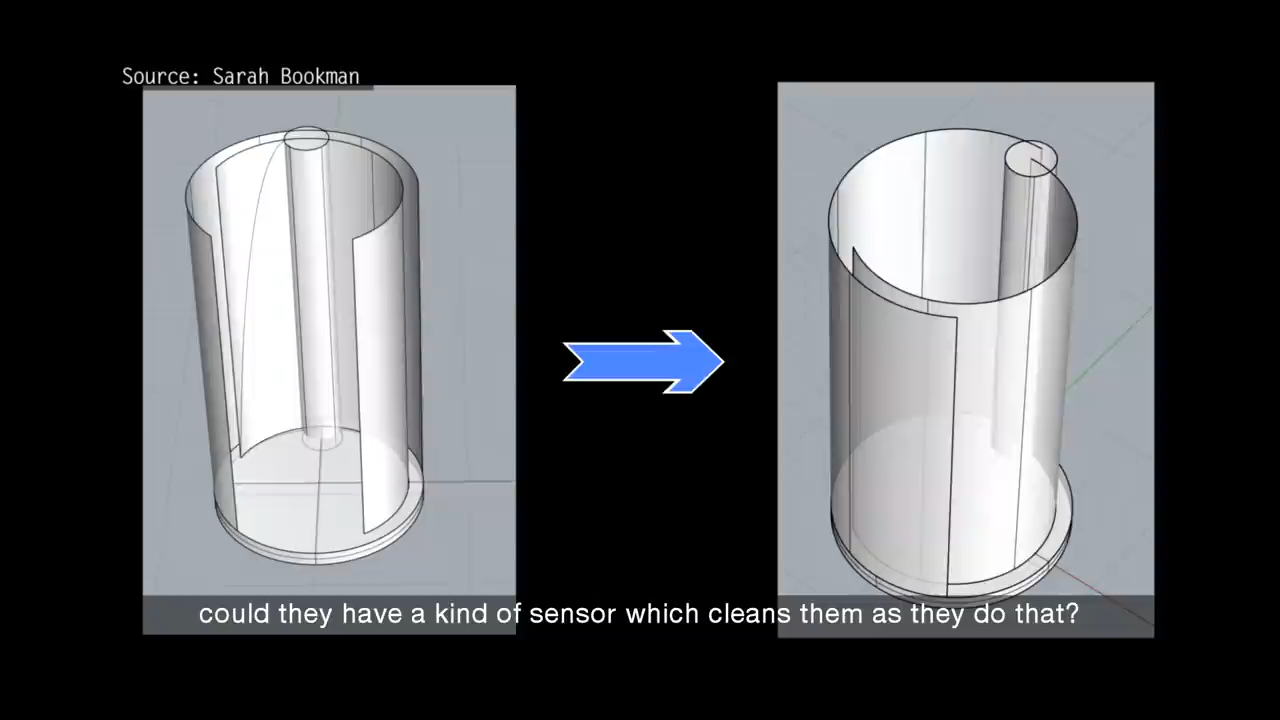 Source: Sarah Bookman
could they have a kind of sensor which cleans them as they do that?